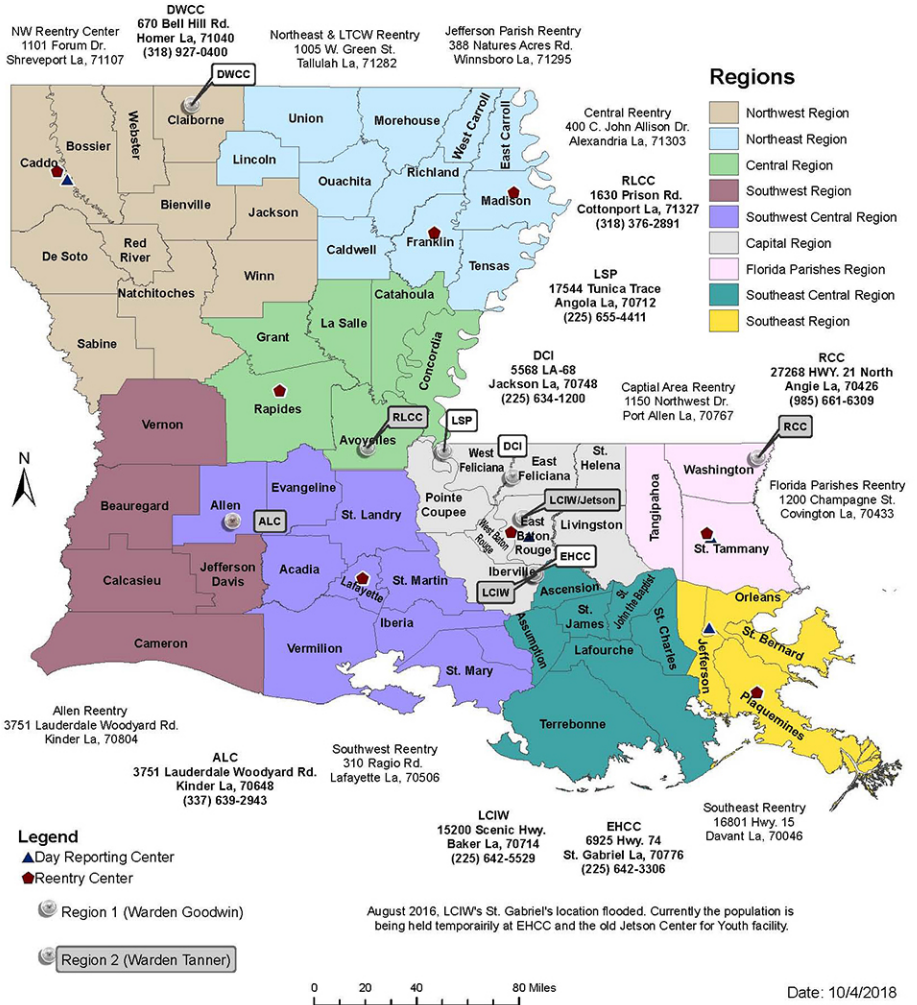 DWCC
670 Bell Hill Rd.
Homer La, 71040
(318) 927-0400
NW Reentry Center
1101 Forum Dr.
Shreveport La, 71107
Northeast & LTCW Reentry
1005 W. Green St.
Tallulah La, 71282
Jefferson Parish Reentry
388 Natures Acres Rd.
Winnsboro La, 71295
Regions
Northwest Region
Northeast Region
Central Region
Southwest Region
Southwest Central Region
Capital Region
Florida Parishes Region
Southeast Central Region
Southeast Region
Central Reentry
400 C. John Allison Dr.
Alexandria La, 71303
RLCC
1630 Prison Rd.
Cottonport La, 71327
(318) 376-2891
LSP
17544 Tunica Trace
Angola La, 70712
(225) 655-4411
DCI
5568 LA-68
Jackson La, 70748
(225) 634-1200
RCC
27268 HWY. 21 North
Angie La, 70426
(985) 661-6309
Captial Area Reentry
1150 Northwest Dr.
Port Allen La, 70767
Florida Parishes Reentry
1200 Champagne St.
Covington La, 70433
DWCC
Caddo
Bossier
Webster
Claiborne
Union
Morehouse
West Carroll
East Carroll
Lincoln
Ouachita
Richland
Madison
Bienville
Jackson
De Soto
Red
River
Caldwell
Franklin
Tensas
Winn
Natchitoches
Sabine
Grant
La Salle
Catahoula
Concordia
Rapides
Avoyelles
RLCC
LSP
DCI
RCC
Vernon
West
Feliciana
East
Feliciana
St.
Helena
Tangipahoa
Washington
N
Beauregard
Allen
ALC
Evangeline
St. Landry
Pointe
Coupee
LCIW/Jetson
West Baton
Rouge
East
Baton
Rouge
Livingston
St. Tammany
EHCC
Calcasieu
Jefferson
Davis
Acadia
Lafayette
St. Martin
Iberville
LCIW
Ascension
St.
John the Baptist
Orleans
Cameron
Vermilion
Iberia
St. Mary
Assumption
St.
James
St. Charles
Lafourche
Jefferson
St. Bernard
Plaquemines
Terrebonne
Allen Reentry
3751 Lauderdale Woodyard Rd.
Kinder La, 70804
ALC
3751 Lauderdale Woodyard Rd.
Kinder La, 70648
(337) 639-2943
Southwest Reentry
310 Ragio Rd.
Lafayette La, 70506
LCIW
15200 Scenic Hwy.
Baker La, 70714
(225) 642-5529
EHCC
6925 Hwy. 74
St. Gabriel La, 70776
(225) 642-3306
Southeast Reentry
16801 Hwy. 15
Davant La, 70046
Legend
Day Reporting Center
Reentry Center
Region 1 (Warden Goodwin)
Region 2 (Warden Tanner)
August 2016, LCIW's St. Gabriel's location flooded. Currently the population is
being held temporairily at EHCC and the old Jetson Center for Youth facility.
0 20 40 80 Miles
Date: 10/4/2018